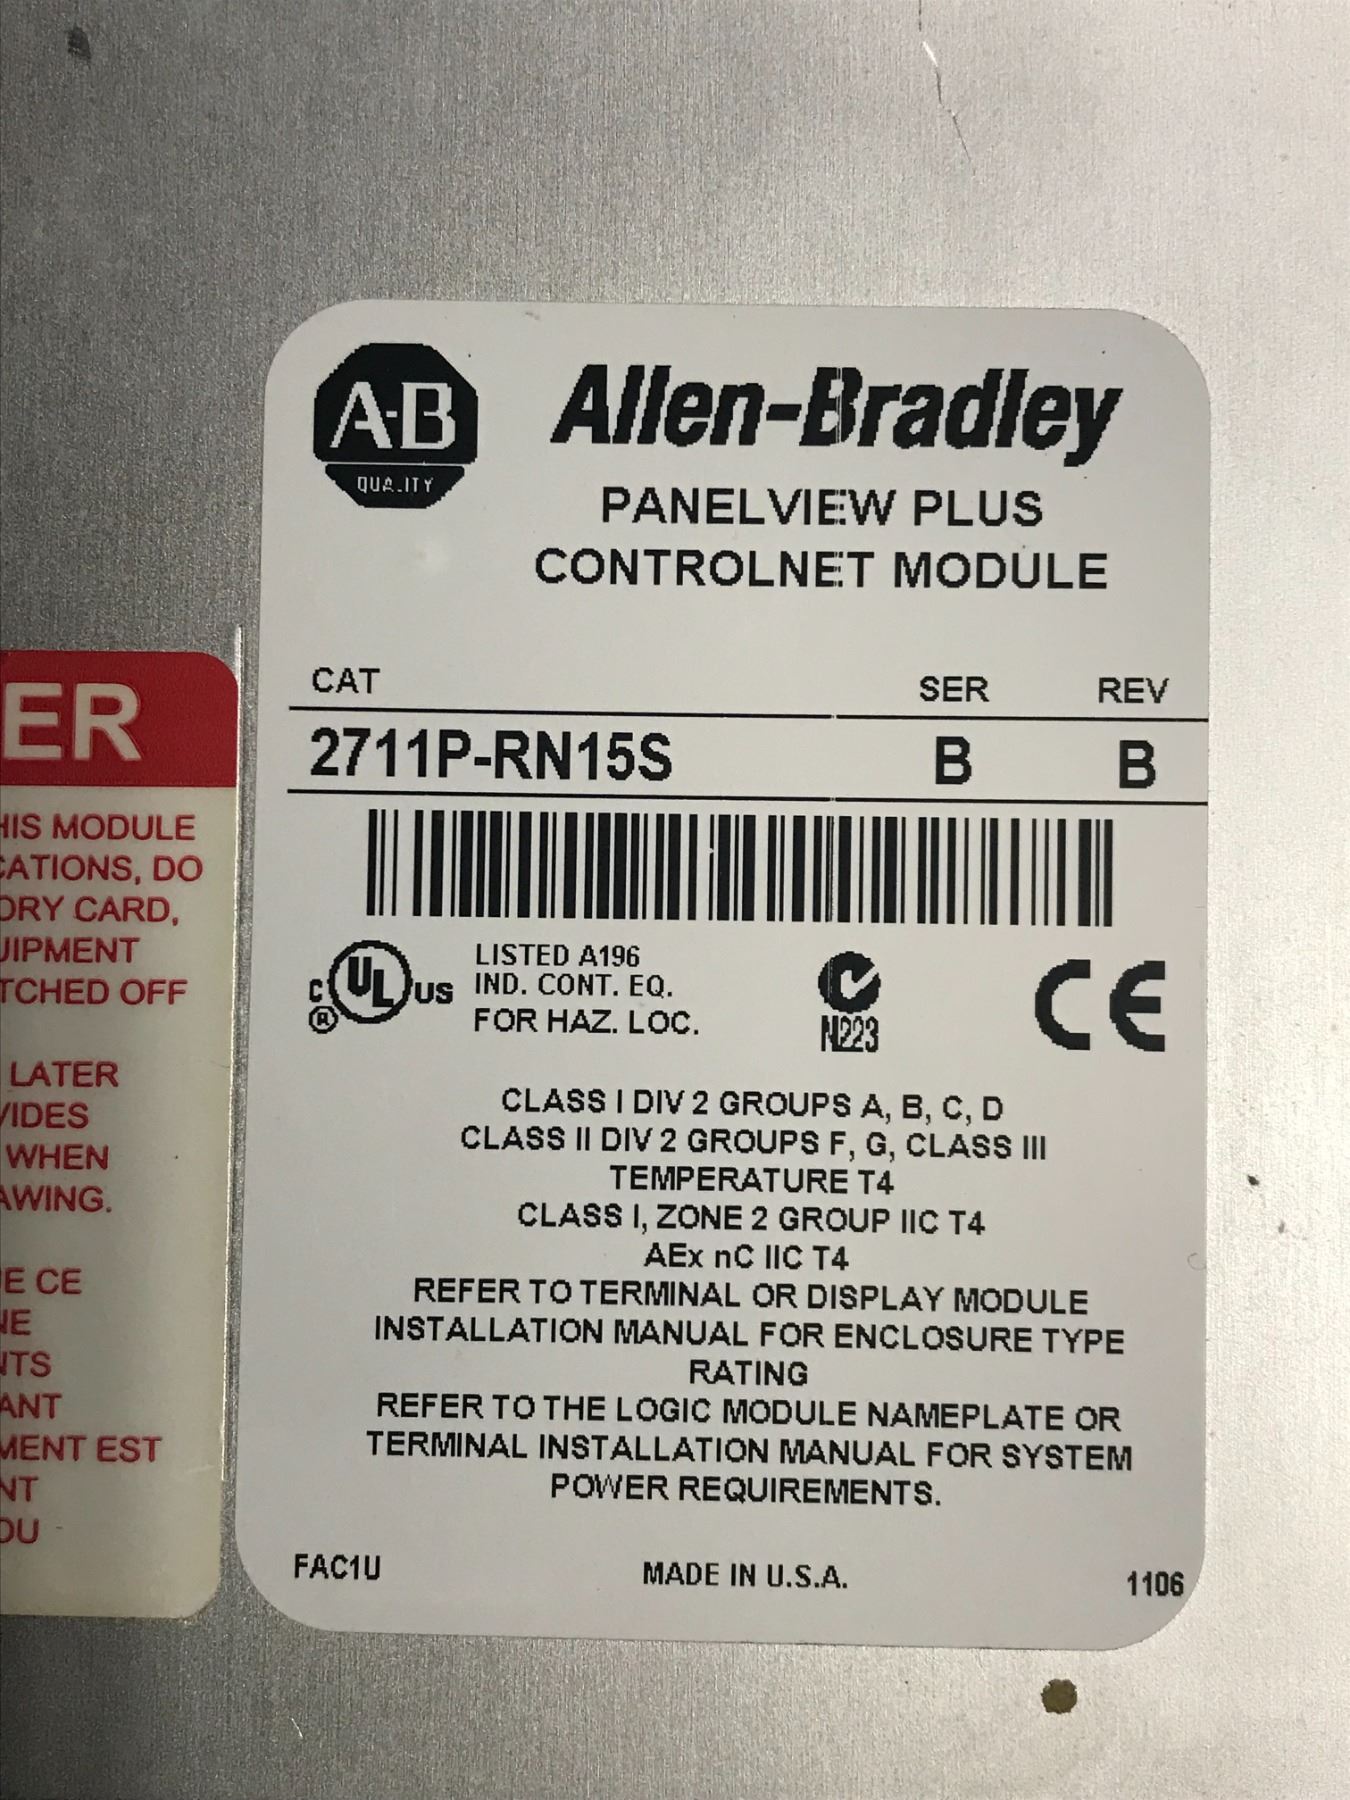 A-B
QUALITY
Allen-Bradley
PANELVIEW PLUS
CONTROLNET MODULE
CAT SER REV
2711P-RN15S B B
C UL US
®
LISTED A196
IND. CONT. EQ.
FOR HAZ. LOC.
N223
CE
CLASS I DIV 2 GROUPS A, B, C, D
CLASS II DIV 2 GROUPS F, G, CLASS III
TEMPERATURE T4
CLASS I, ZONE 2 GROUP IIC T4
AEx nC IIC T4
REFER TO TERMINAL OR DISPLAY MODULE
INSTALLATION MANUAL FOR ENCLOSURE TYPE
RATING
REFER TO THE LOGIC MODULE NAMEPLATE OR
TERMINAL INSTALLATION MANUAL FOR SYSTEM
POWER REQUIREMENTS.
FAC1U MADE IN U.S.A. 1106
ER
HIS MODULE
CATIONS, DO
ORY CARD,
UIPMENT
TCHED OFF
LATER
VIDES
WHEN
AWING.
E CE
NE
NTS
ANT
MENT EST
NT
OU